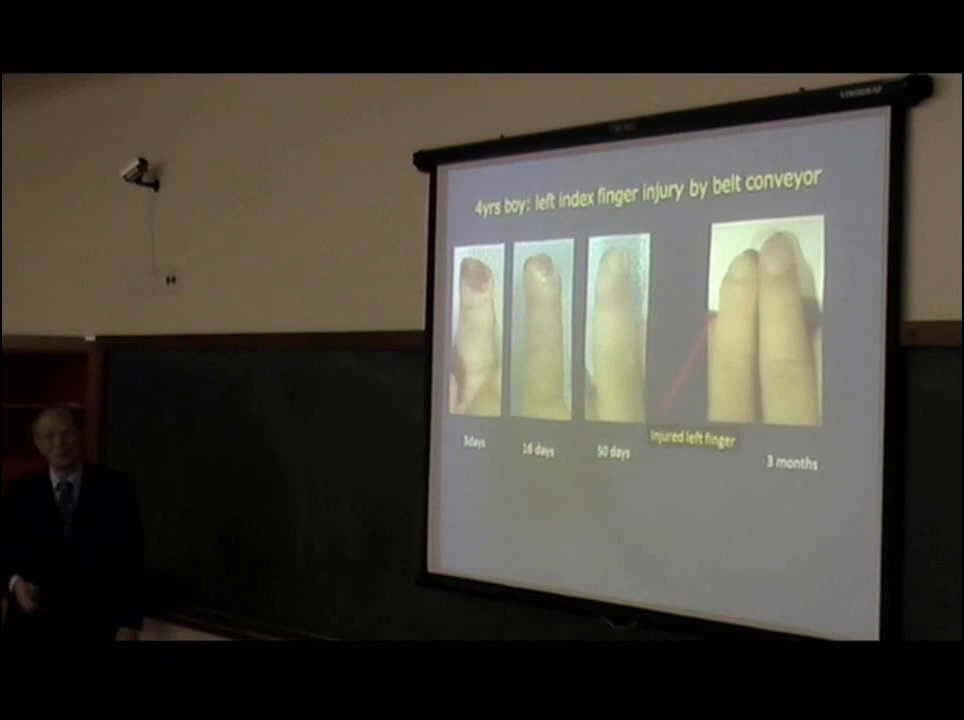 4yrs boy: left index finger injury by belt conveyor
3days
16 days
50 days
Injured left finger
3 months